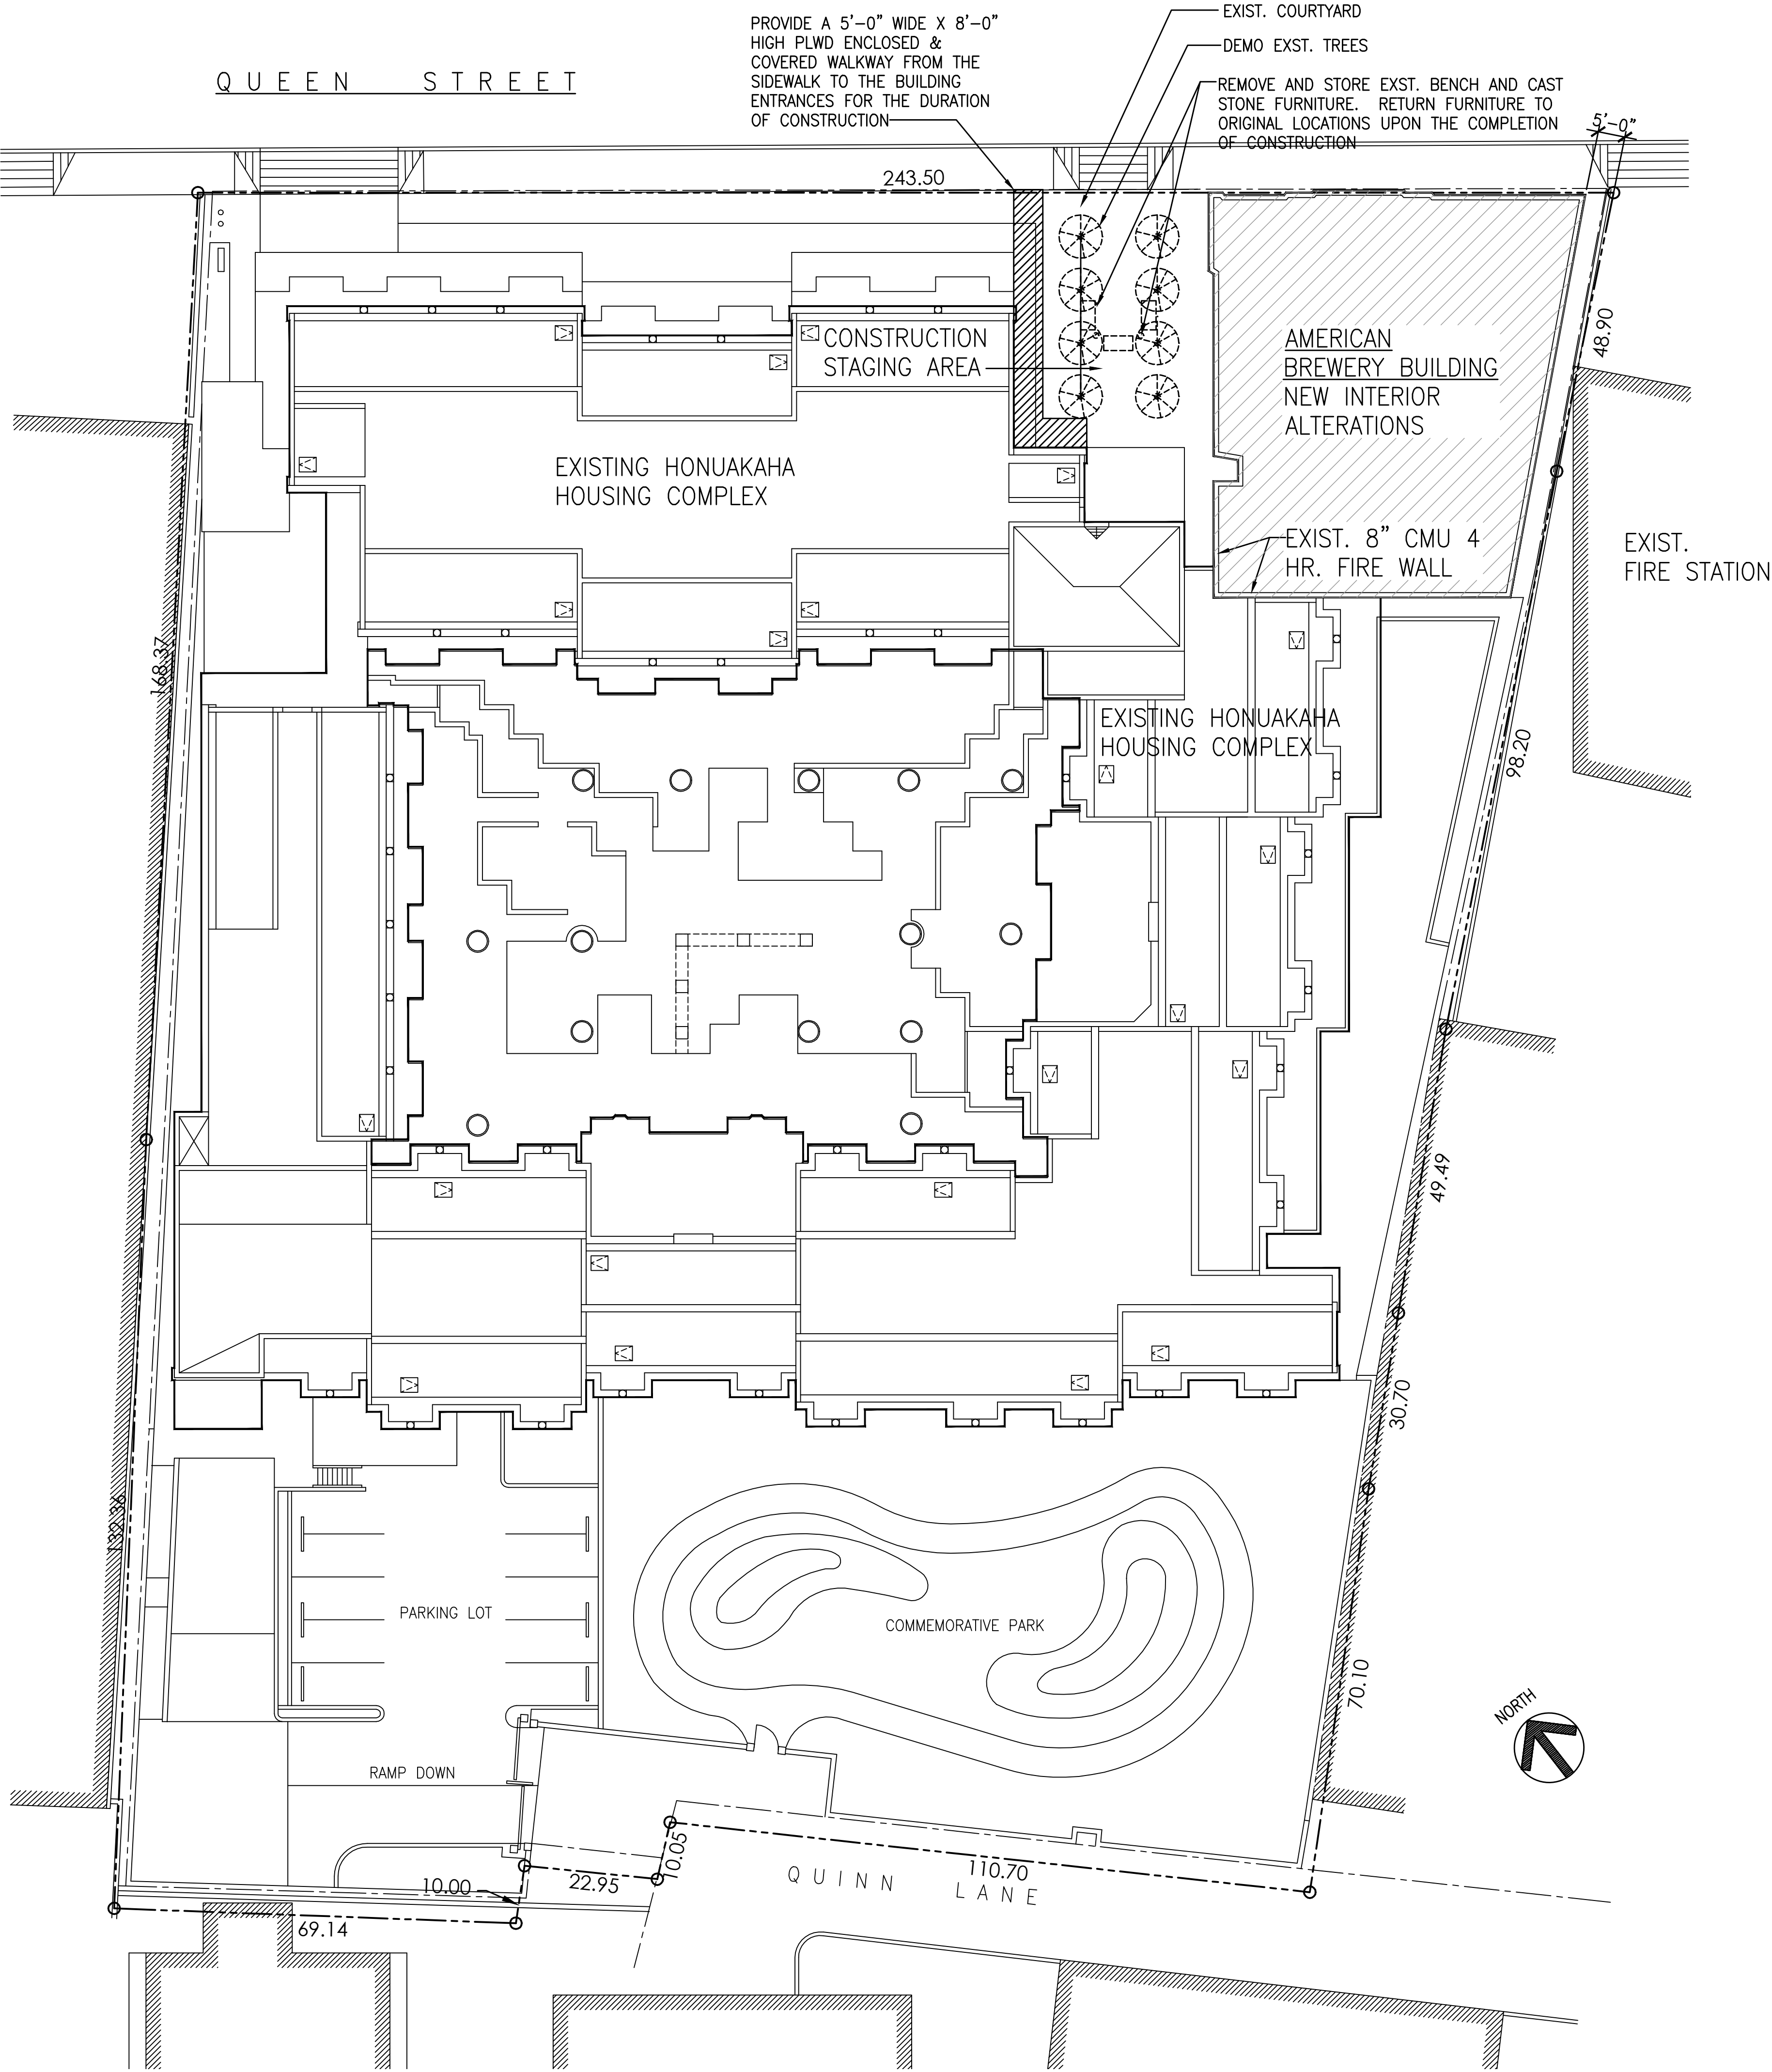 PROVIDE A 5'-0" WIDE X 8'-0"
HIGH PLWD ENCLOSED &
COVERED WALKWAY FROM THE
SIDEWALK TO THE BUILDING
ENTRANCES FOR THE DURATION
OF CONSTRUCTION
EXIST. COURTYARD
DEMO EXST. TREES
REMOVE AND STORE EXST. BENCH AND CAST
STONE FURNITURE. RETURN FURNITURE TO
ORIGINAL LOCATIONS UPON THE COMPLETION
OF CONSTRUCTION
QUEEN STREET
5'-0"
243.50
48.90
CONSTRUCTION
STAGING AREA
AMERICAN
BREWERY BUILDING
NEW INTERIOR
ALTERATIONS
EXISTING HONUAKAHA
HOUSING COMPLEX
EXIST. 8" CMU 4
HR. FIRE WALL
EXIST.
FIRE STATION
168.37
EXISTING HONUAKAHA
HOUSING COMPLEX
98.20
49.49
30.70
132.36
PARKING LOT
COMMEMORATIVE PARK
70.10
NORTH
RAMP DOWN
10.05
110.70
QUINN LANE
10.00
22.95
69.14